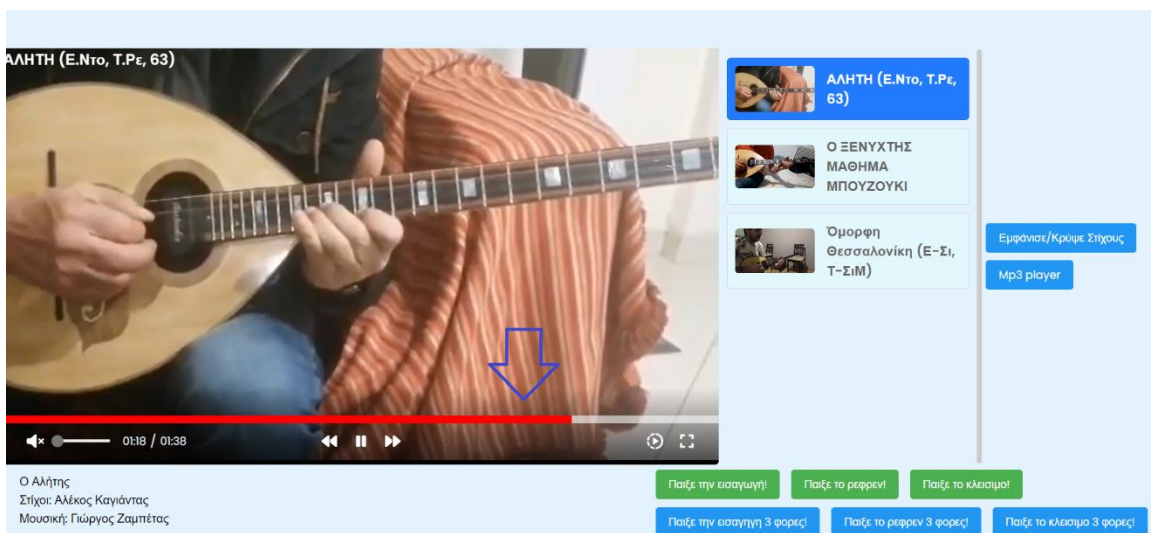 ΑΛΗΤΗ (Ε.Ντο, Τ.Ρε, 63)
01:18 / 01:38
ΑΛΗΤΗ (Ε.Ντο, Τ.Ρε,
63)
Ο ΞΕΝΥΧΤΗΣ
ΜΑΘΗΜΑ
ΜΠΟΥΖΟΥΚΙ
Όμορφη
Θεσσαλονίκη (Ε-Σι,
Τ-ΣιΜ)
Εμφάνισε/Κρύψε Στίχους
Mp3 player
Ο Αλήτης
Στίχοι: Αλέκος Καγιάντας
Μουσική: Γιώργος Ζαμπέτας
Παιξε την εισαγωγή!
Παιξε το ρεφρεν!
Παιξε το κλεισιμο!
Παιξε την εισαγηγη 3 φορες!
Παιξε το ρεφρεν 3 φορες!
Παιξε το κλεισιμο 3 φορες!